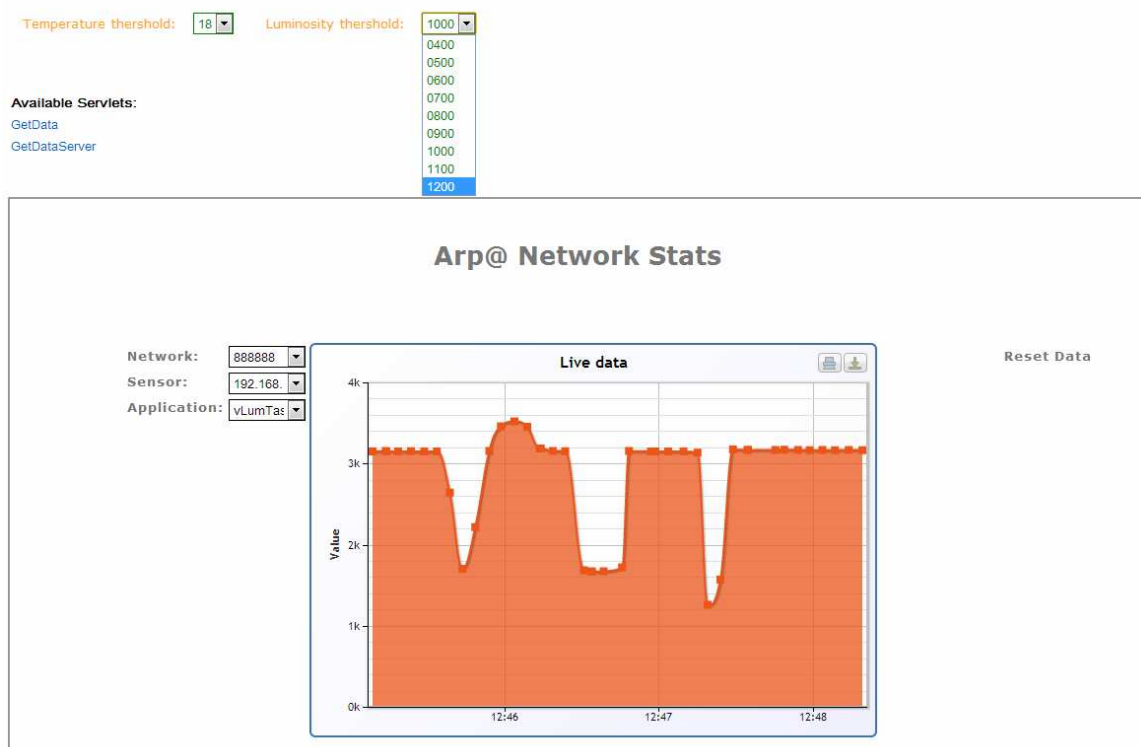 Temperature thershold: 18 Luminosity thershold: 1000
0400
0500
0600
0700
0800
0900
1000
1100
1200
Available Servlets:
GetData
GetDataServer
Arp@ Network Stats
Network: 888888
Sensor: 192.168.
Application: vLumTas
Reset Data
Live data
Value
4k
3k
2k
1k
0k
12:46 12:47 12:48